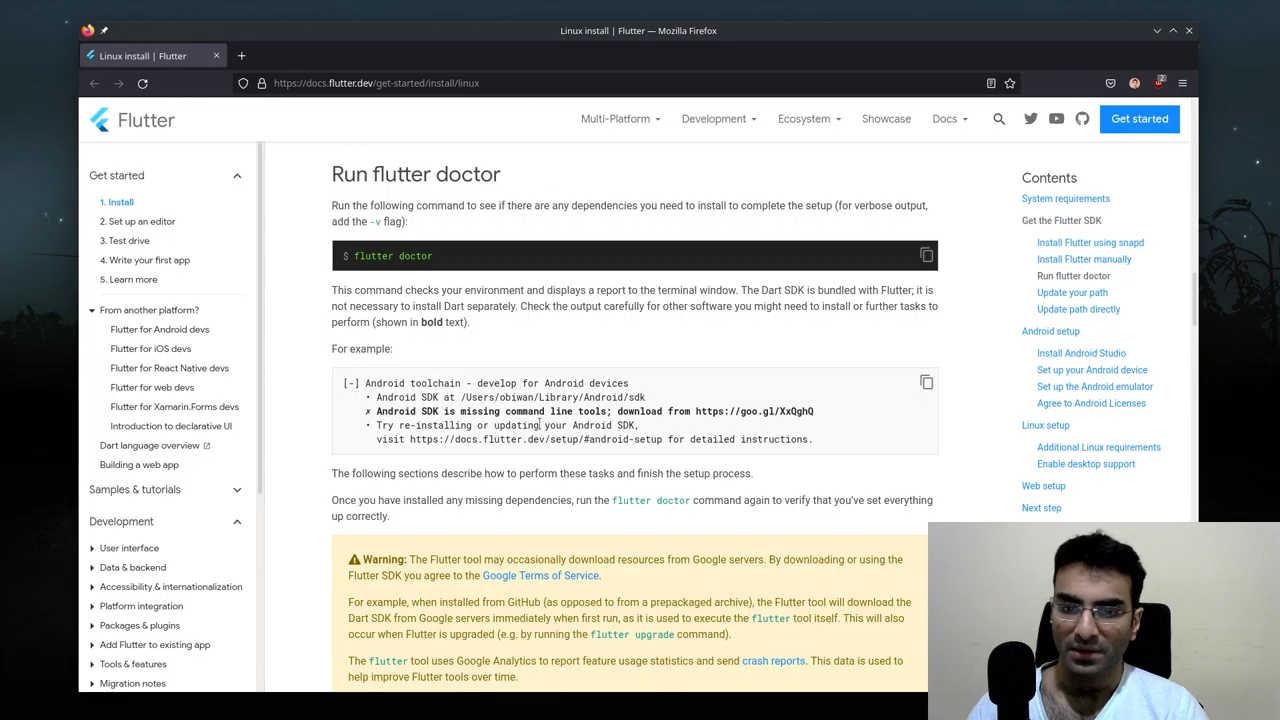 Linux install | Flutter — Mozilla Firefox
Linux install | Flutter
https://docs.flutter.dev/get-started/install/linux
2
Flutter
Multi-Platform
Development
Ecosystem
Showcase
Docs
Get started
Get started
1. Install
2. Set up an editor
3. Test drive
4. Write your first app
5. Learn more
From another platform?
Flutter for Android devs
Flutter for iOS devs
Flutter for React Native devs
Flutter for web devs
Flutter for Xamarin.Forms devs
Introduction to declarative UI
Dart language overview
Building a web app
Samples & tutorials
Development
User interface
Data & backend
Accessibility & internationalization
Platform integration
Packages & plugins
Add Flutter to existing app
Tools & features
Migration notes
Run flutter doctor
Run the following command to see if there are any dependencies you need to install to complete the setup (for verbose output,
add the -v flag):
$ flutter doctor
This command checks your environment and displays a report to the terminal window. The Dart SDK is bundled with Flutter; it is
not necessary to install Dart separately. Check the output carefully for other software you might need to install or further tasks to
perform (shown in bold text).
For example:
[-] Android toolchain - develop for Android devices
• Android SDK at /Users/obiwan/Library/Android/sdk
✗ Android SDK is missing command line tools; download from https://goo.gl/XxQghQ
• Try re-installing or updating your Android SDK,
visit https://docs.flutter.dev/setup/#android-setup for detailed instructions.
The following sections describe how to perform these tasks and finish the setup process.
Once you have installed any missing dependencies, run the flutter doctor command again to verify that you've set everything
up correctly.
Warning: The Flutter tool may occasionally download resources from Google servers. By downloading or using the
Flutter SDK you agree to the Google Terms of Service.
For example, when installed from GitHub (as opposed to from a prepackaged archive), the Flutter tool will download the
Dart SDK from Google servers immediately when first run, as it is used to execute the flutter tool itself. This will also
occur when Flutter is upgraded (e.g. by running the flutter upgrade command).
The flutter tool uses Google Analytics to report feature usage statistics and send crash reports. This data is used to
help improve Flutter tools over time.
Contents
System requirements
Get the Flutter SDK
Install Flutter using snapd
Install Flutter manually
Run flutter doctor
Update your path
Update path directly
Android setup
Install Android Studio
Set up your Android device
Set up the Android emulator
Agree to Android Licenses
Linux setup
Additional Linux requirements
Enable desktop support
Web setup
Next step